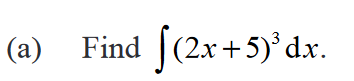 (a) Find ∫(2x+5)³ dx.